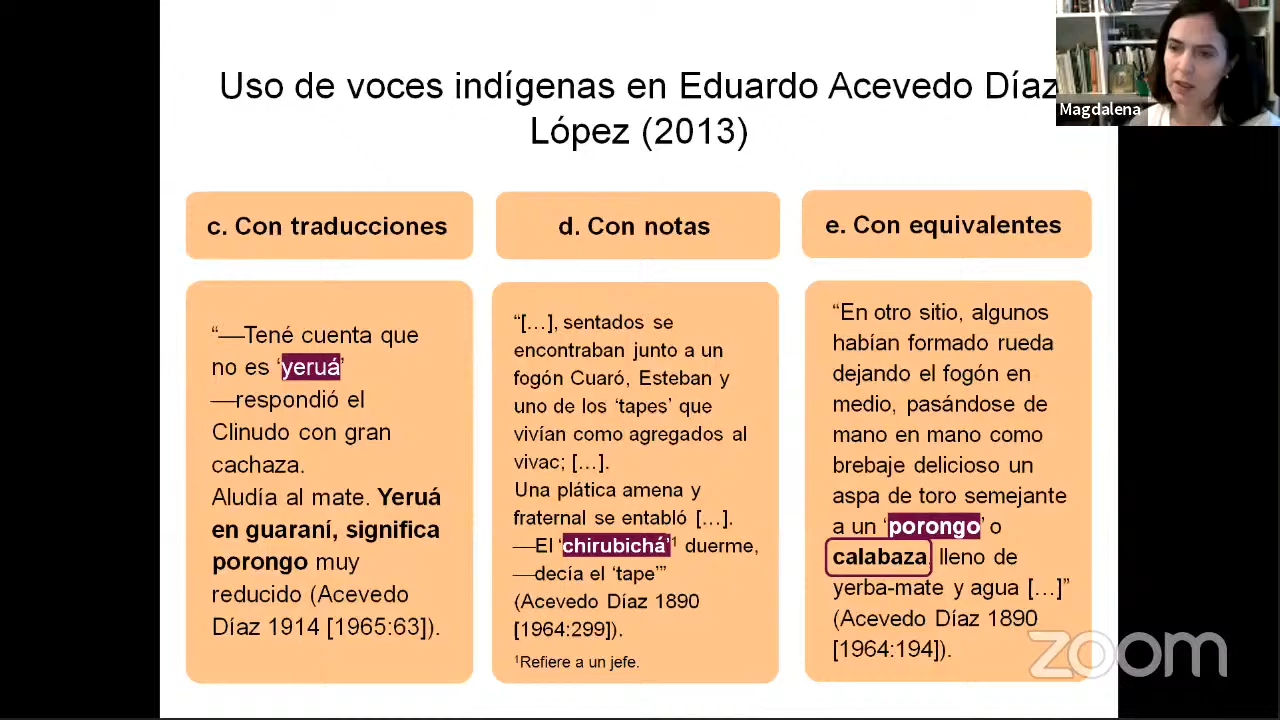 Uso de voces indígenas en Eduardo Acevedo Díaz
López (2013)
Magdalena
c. Con traducciones
“—Tené cuenta que
no es ‘yeruá’
—respondió el
Clinudo con gran
cachaza.
Aludía al mate. Yeruá
en guaraní, significa
porongo muy
reducido (Acevedo
Díaz 1914 [1965:63]).
d. Con notas
“[…], sentados se
encontraban junto a un
fogón Cuaró, Esteban y
uno de los ‘tapes’ que
vivían como agregados al
vivac; […].
Una plática amena y
fraternal se entabló […].
—El ‘chirubichá’¹ duerme,
—decía el ‘tape’”
(Acevedo Díaz 1890
[1964:299]).
¹Refiere a un jefe.
e. Con equivalentes
“En otro sitio, algunos
habían formado rueda
dejando el fogón en
medio, pasándose de
mano en mano como
brebaje delicioso un
aspa de toro semejante
a un ‘porongo’ o
calabaza, lleno de
yerba-mate y agua […]”
(Acevedo Díaz 1890
[1964:194]).
zoom